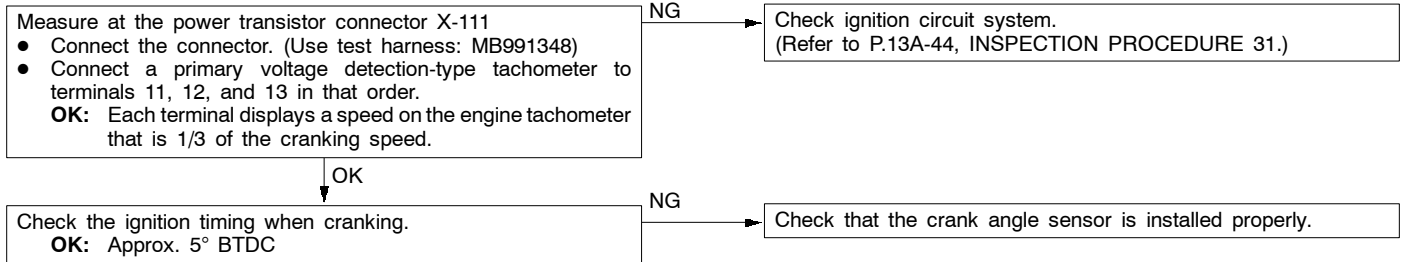 Measure at the power transistor connector X-111
● Connect the connector. (Use test harness: MB991348)
● Connect a primary voltage detection-type tachometer to
terminals 11, 12, and 13 in that order.
OK: Each terminal displays a speed on the engine tachometer
that is 1/3 of the cranking speed.
NG
Check ignition circuit system.
(Refer to P.13A-44, INSPECTION PROCEDURE 31.)
OK
Check the ignition timing when cranking.
OK: Approx. 5° BTDC
NG
Check that the crank angle sensor is installed properly.